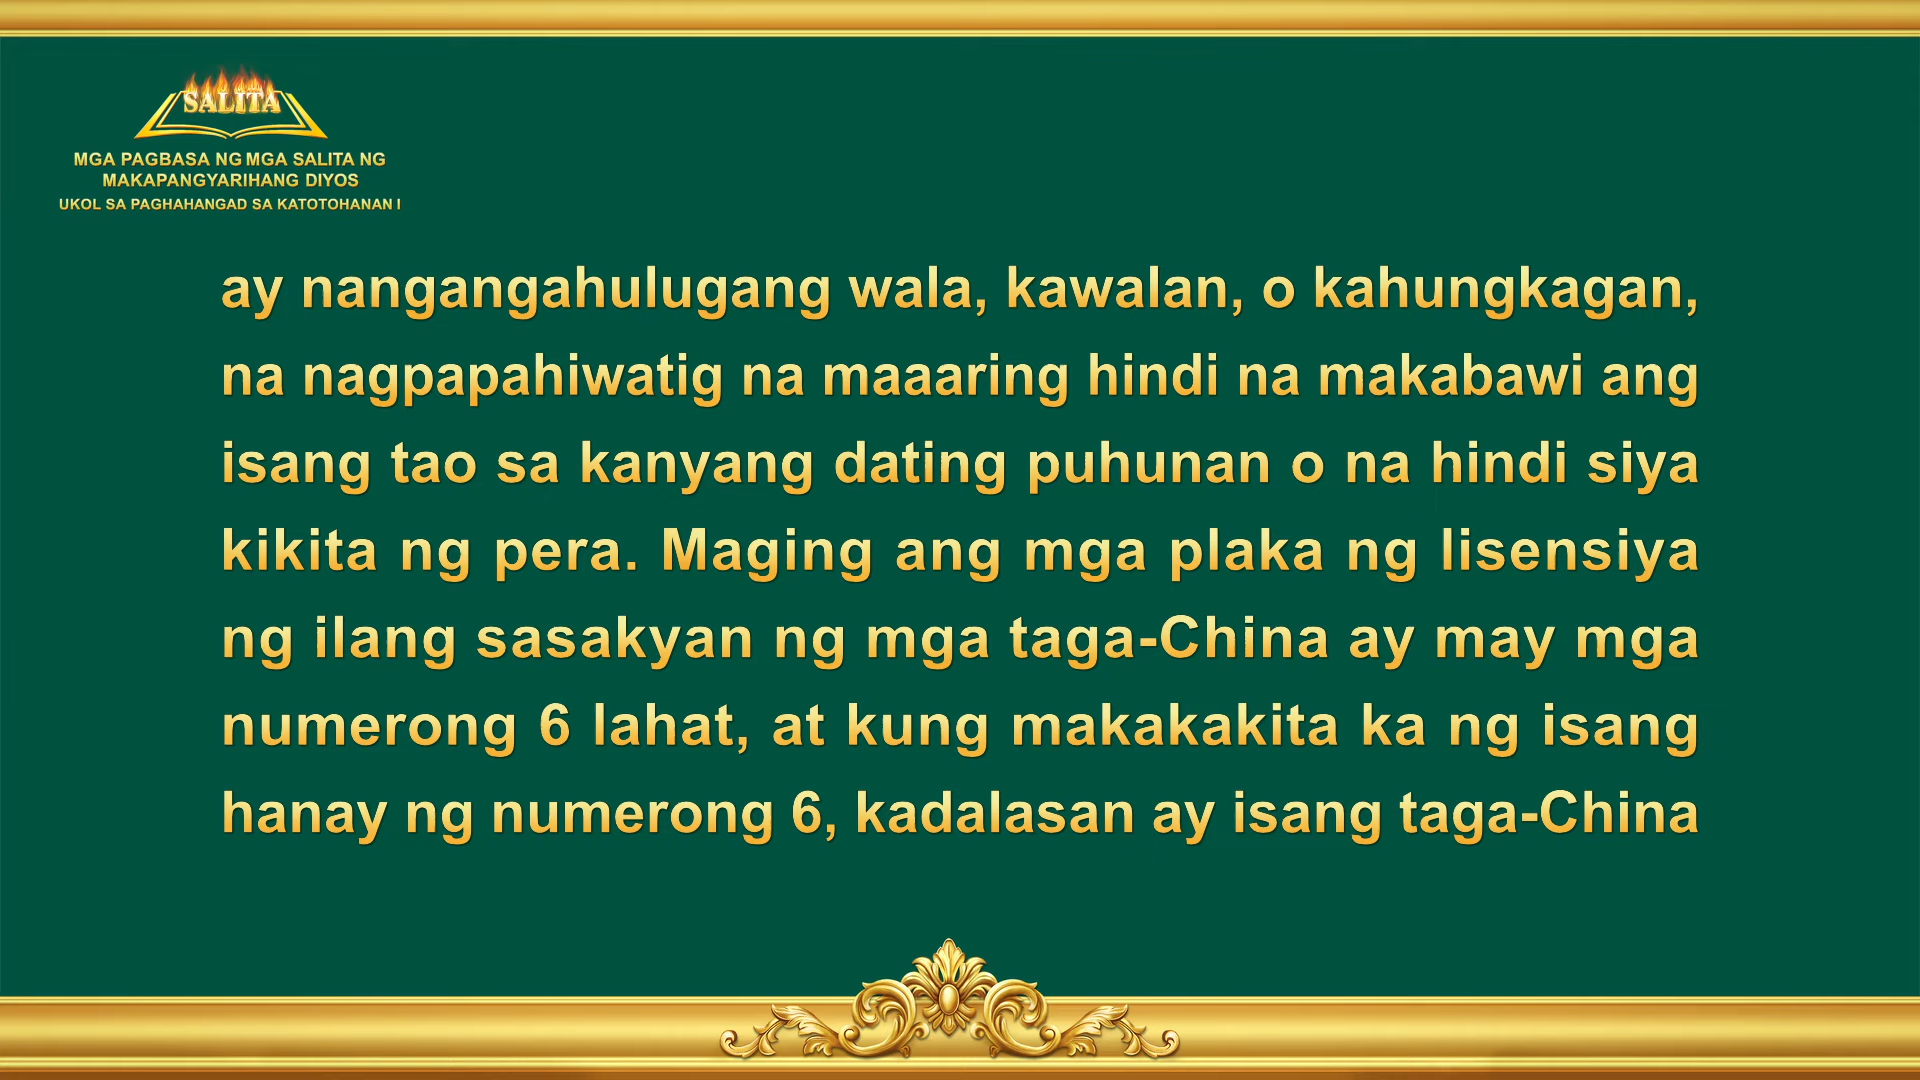 SALITA
MGA PAGBASA NG MGA SALITA NG
MAKAPANGYARIHANG DIYOS
UKOL SA PAGHAHANGAD SA KATOTOHANAN I
ay nangangahulugang wala, kawalan, o kahungkagan,
na nagpapahiwatig na maaaring hindi na makabawi ang
isang tao sa kanyang dating puhunan o na hindi siya
kikita ng pera. Maging ang mga plaka ng lisensiya
ng ilang sasakyan ng mga taga-China ay may mga
numerong 6 lahat, at kung makakakita ka ng isang
hanay ng numerong 6, kadalasan ay isang taga-China